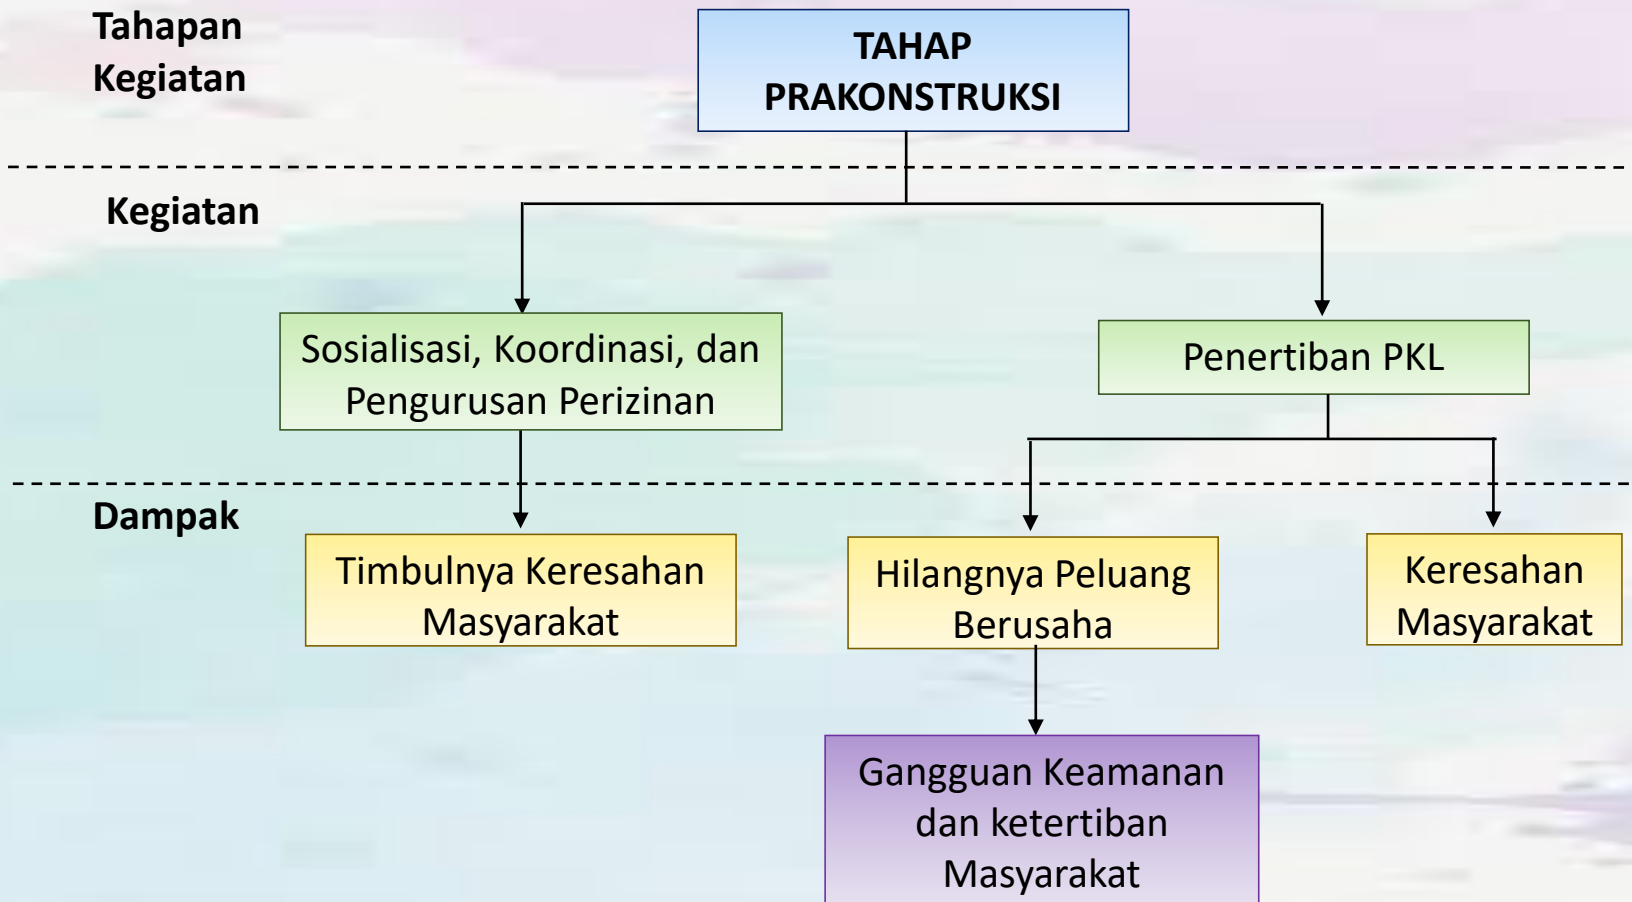 Tahapan
Kegiatan
TAHAP
PRAKONSTRUKSI
Kegiatan
Sosialisasi, Koordinasi, dan
Pengurusan Perizinan
Penertiban PKL
Dampak
Timbulnya Keresahan
Masyarakat
Hilangnya Peluang
Berusaha
Keresahan
Masyarakat
Gangguan Keamanan
dan ketertiban
Masyarakat